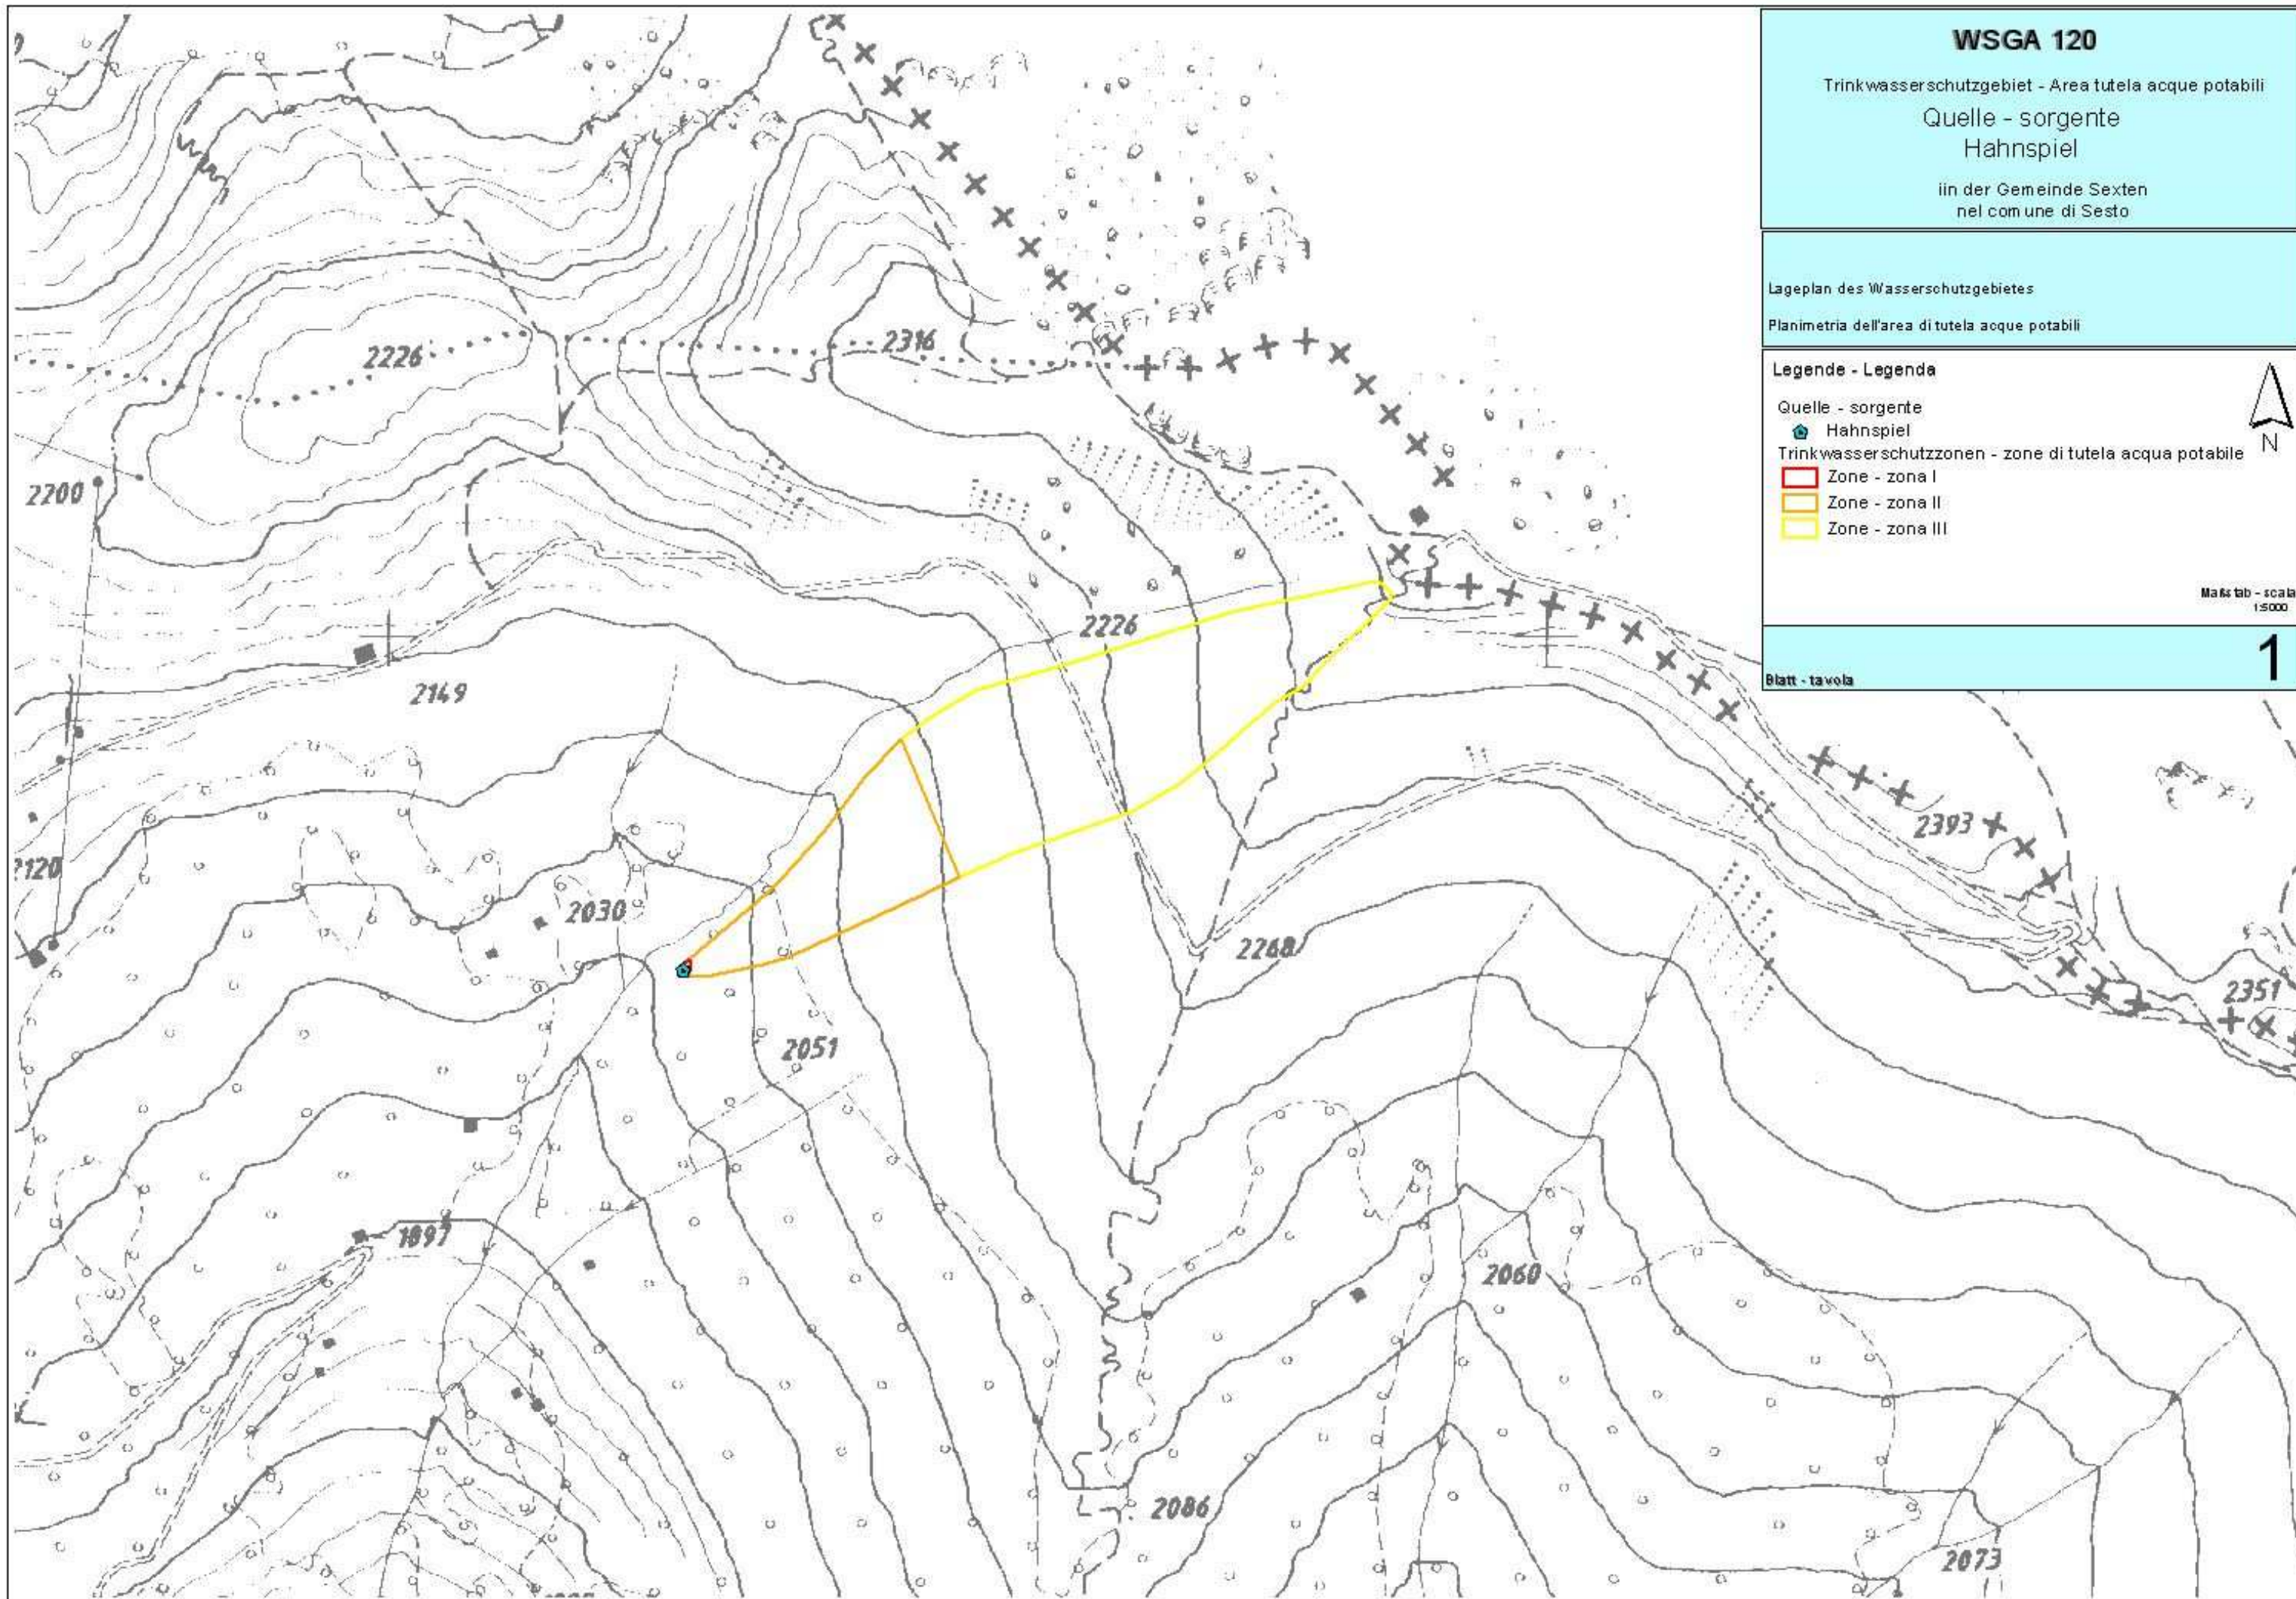 WSGA 120
Trinkwasserschutzgebiet - Area tutela acque potabili
Quelle - sorgente
Hahnspiel
iin der Gemeinde Sexten
nel comune di Sesto
Lageplan des Wasserschutzgebietes
Planimetria dell'area di tutela acque potabili
Legende - Legenda
Quelle - sorgente
Hahnspiel
N
Trinkwasserschutzzonen - zone di tutela acqua potabile
Zone - zona I
Zone - zona II
Zone - zona III
Maßstab - scala
1:5000
1
Blatt - tavola
2316
2226
2200
2226
2149
2393
2120
2030
2268
2351
2051
1897
2060
2086
2073